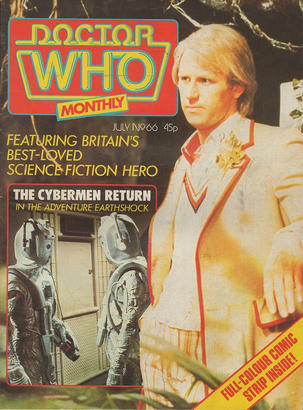 DOCTOR
WHO
MONTHLY
JULY Nº66 45p
FEATURING BRITAIN'S
BEST-LOVED
SCIENCE FICTION HERO
THE CYBERMEN RETURN
IN THE ADVENTURE EARTHSHOCK
FULL-COLOUR COMIC
STRIP INSIDE!